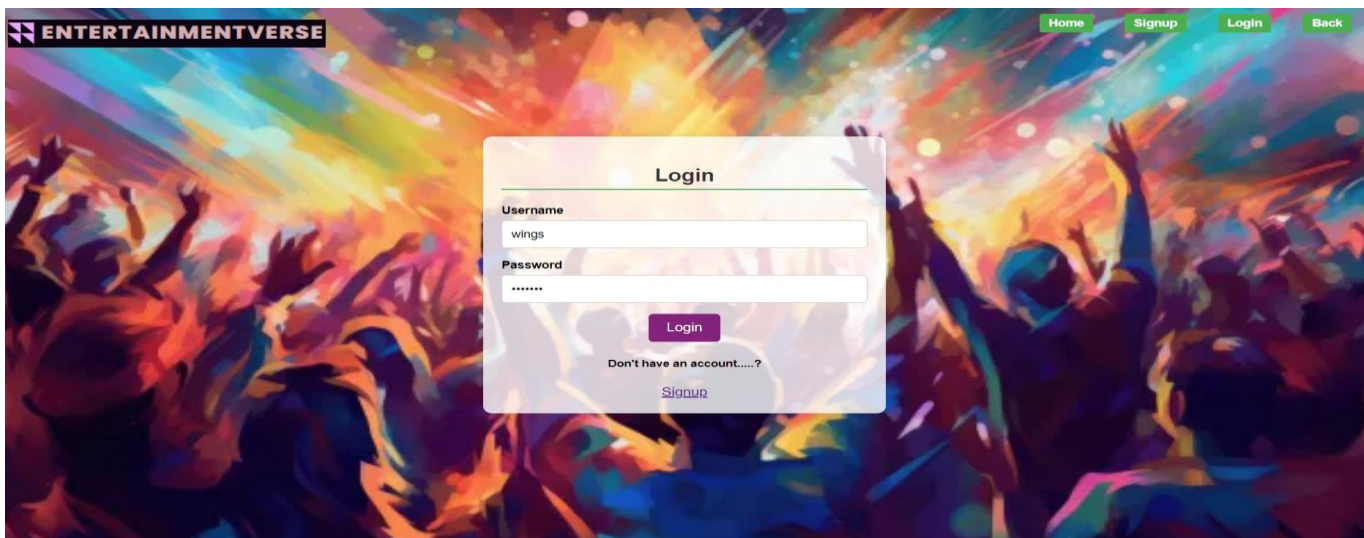 ENTERTAINMENTVERSE
Home Signup Login Back
Login
Username
wings
Password
•••••••
Login
Don't have an account.....?
Signup